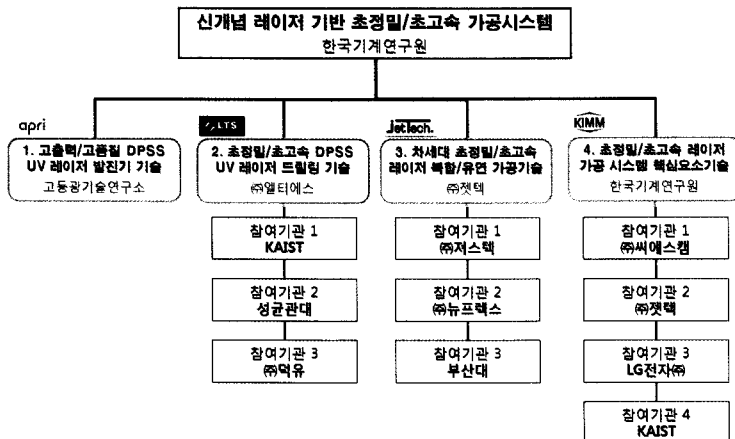 신개념 레이저 기반 초정밀/초고속 가공시스템
한국기계연구원
apri
1. 고출력/고품질 DPSS
UV 레이저 발진기 기술
고등광기술연구소
LTS
2. 초정밀/초고속 DPSS
UV 레이저 드릴링 기술
㈜엘티에스
참여기관 1
KAIST
참여기관 2
성균관대
참여기관 3
㈜덕유
JetTech.
3. 차세대 초정밀/초고속
레이저 복합/유연 가공기술
㈜젯텍
참여기관 1
㈜저스텍
참여기관 2
㈜뉴프렉스
참여기관 3
부산대
KIMM
4. 초정밀/초고속 레이저
가공 시스템 핵심요소기술
한국기계연구원
참여기관 1
㈜씨에스캠
참여기관 2
㈜젯텍
참여기관 3
LG전자㈜
참여기관 4
KAIST